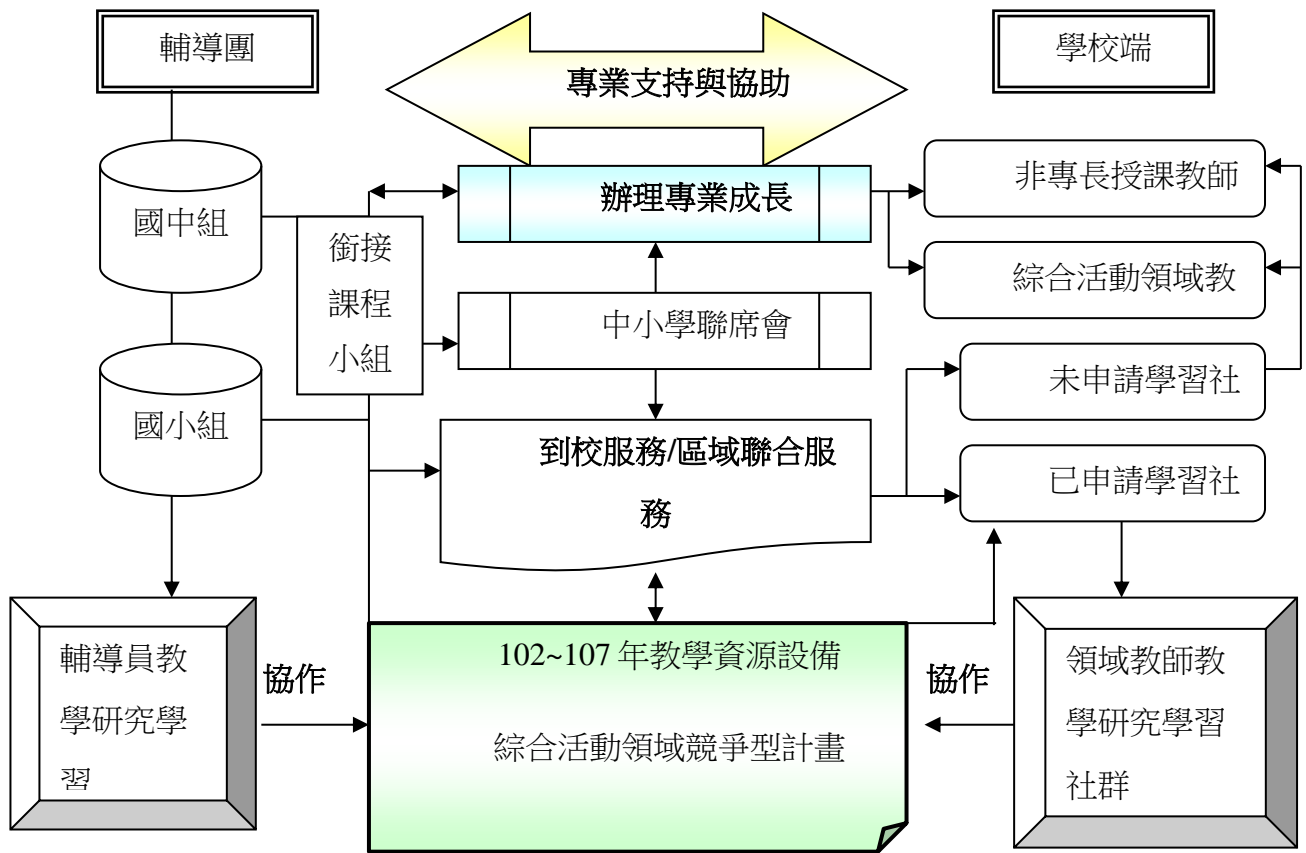 輔導團
專業支持與協助
學校端
國中組
銜接
課程
小組
辦理專業成長
非專長授課教師
綜合活動領域教
中小學聯席會
國小組
未申請學習社
到校服務/區域聯合服
務
已申請學習社
輔導員教
學研究學
習
協作
102~107 年教學資源設備
綜合活動領域競爭型計畫
協作
領域教師教
學研究學習
社群